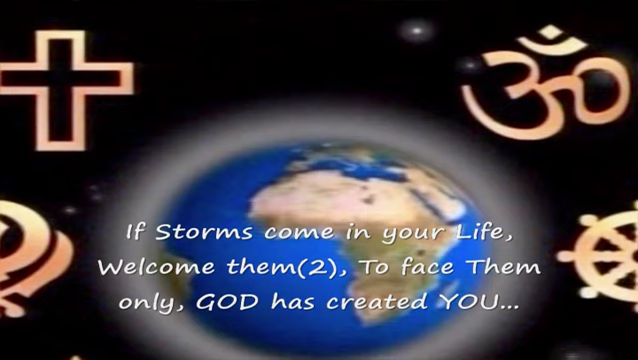 If Storms come in your Life,
Welcome them(2), To face Them
only, GOD has created YOU...